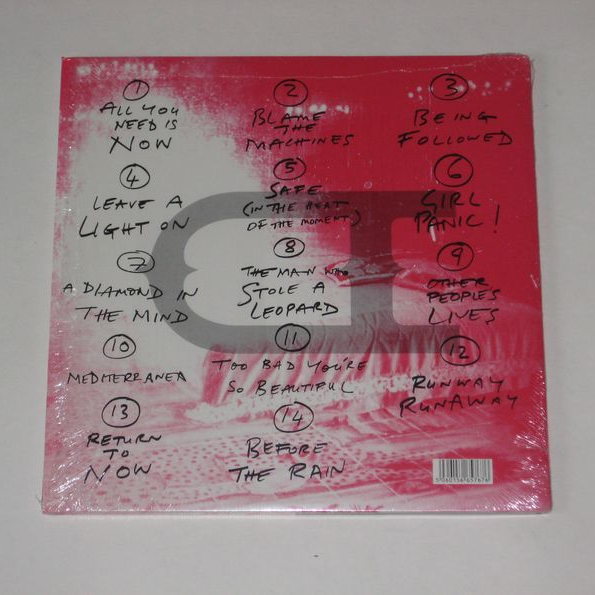 1
ALL YOU
NEED IS
NOW
2
BLAME
THE
MACHINES
3
BEING
FOLLOWED
4
LEAVE A
LIGHT ON
5
SAFE
(IN THE HEAT
OF THE MOMENT)
6
GIRL
PANIC!
7
A DIAMOND IN
THE MIND
8
THE MAN WHO
STOLE A
LEOPARD
9
OTHER
PEOPLES
LIVES
10
MEDITERRANEA
11
TOO BAD YOU'RE
SO BEAUTIFUL
12
RUNWAY
RUNAWAY
13
RETURN
TO
NOW
14
BEFORE
THE RAIN